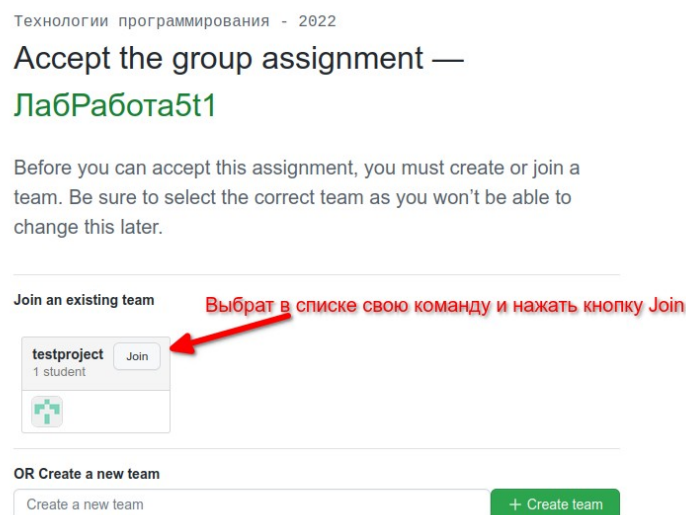 Технологии программирования - 2022
Accept the group assignment —
ЛабРабота5t1
Before you can accept this assignment, you must create or join a
team. Be sure to select the correct team as you won't be able to
change this later.
Join an existing team
Выбрат в списке свою команду и нажать кнопку Join
testproject
Join
1 student
OR Create a new team
Create a new team
+ Create team